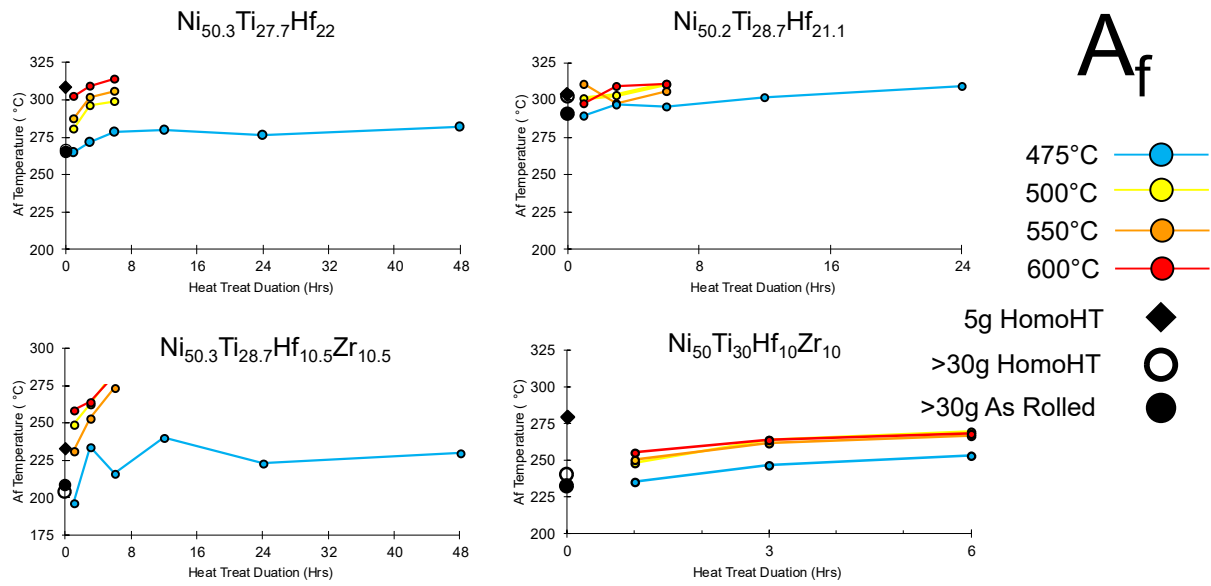 Ni50.3Ti27.7Hf22
325
300
275
250
225
200
0 8 16 24 32 40 48
Af Temperature ( °C)
Heat Treat Duation (Hrs)
Ni50.2Ti28.7Hf21.1
325
300
275
250
225
200
0 8 16 24
Af Temperature ( °C)
Heat Treat Duation (Hrs)
Ni50.3Ti28.7Hf10.5Zr10.5
300
275
250
225
200
175
0 8 16 24 32 40 48
Af Temperature ( °C)
Heat Treat Duation (Hrs)
Ni50Ti30Hf10Zr10
325
300
275
250
225
200
0 3 6
Af Temperature ( °C)
Heat Treat Duation (Hrs)
Af
475°C
500°C
550°C
600°C
5g HomoHT
>30g HomoHT
>30g As Rolled